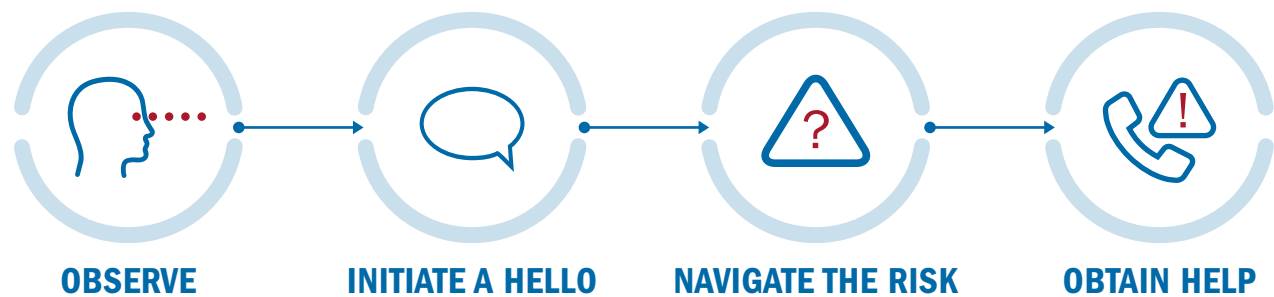 ?
!
OBSERVE
INITIATE A HELLO
NAVIGATE THE RISK
OBTAIN HELP